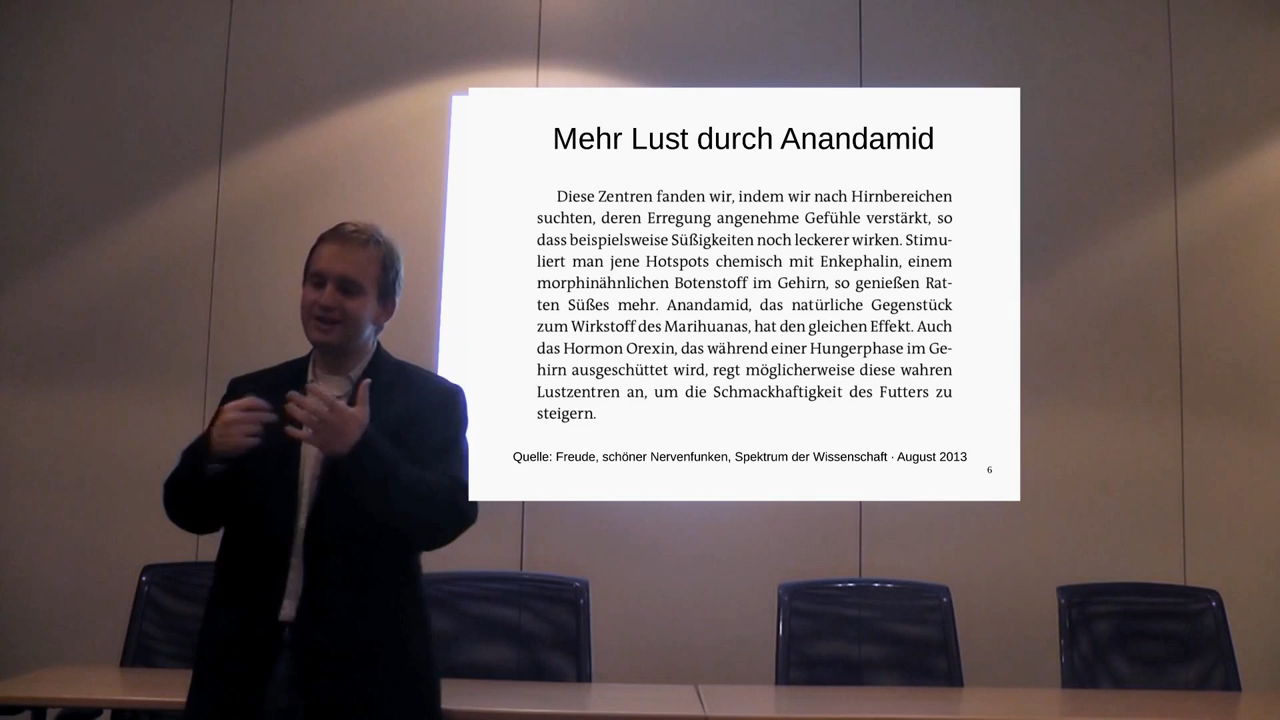 Mehr Lust durch Anandamid
Diese Zentren fanden wir, indem wir nach Hirnbereichen
suchten, deren Erregung angenehme Gefühle verstärkt, so
dass beispielsweise Süßigkeiten noch leckerer wirken. Stimu-
liert man jene Hotspots chemisch mit Enkephalin, einem
morphinähnlichen Botenstoff im Gehirn, so genießen Rat-
ten Süßes mehr. Anandamid, das natürliche Gegenstück
zum Wirkstoff des Marihuanas, hat den gleichen Effekt. Auch
das Hormon Orexin, das während einer Hungerphase im Ge-
hirn ausgeschüttet wird, regt möglicherweise diese wahren
Lustzentren an, um die Schmackhaftigkeit des Futters zu
steigern.
Quelle: Freude, schöner Nervenfunken, Spektrum der Wissenschaft · August 2013
6